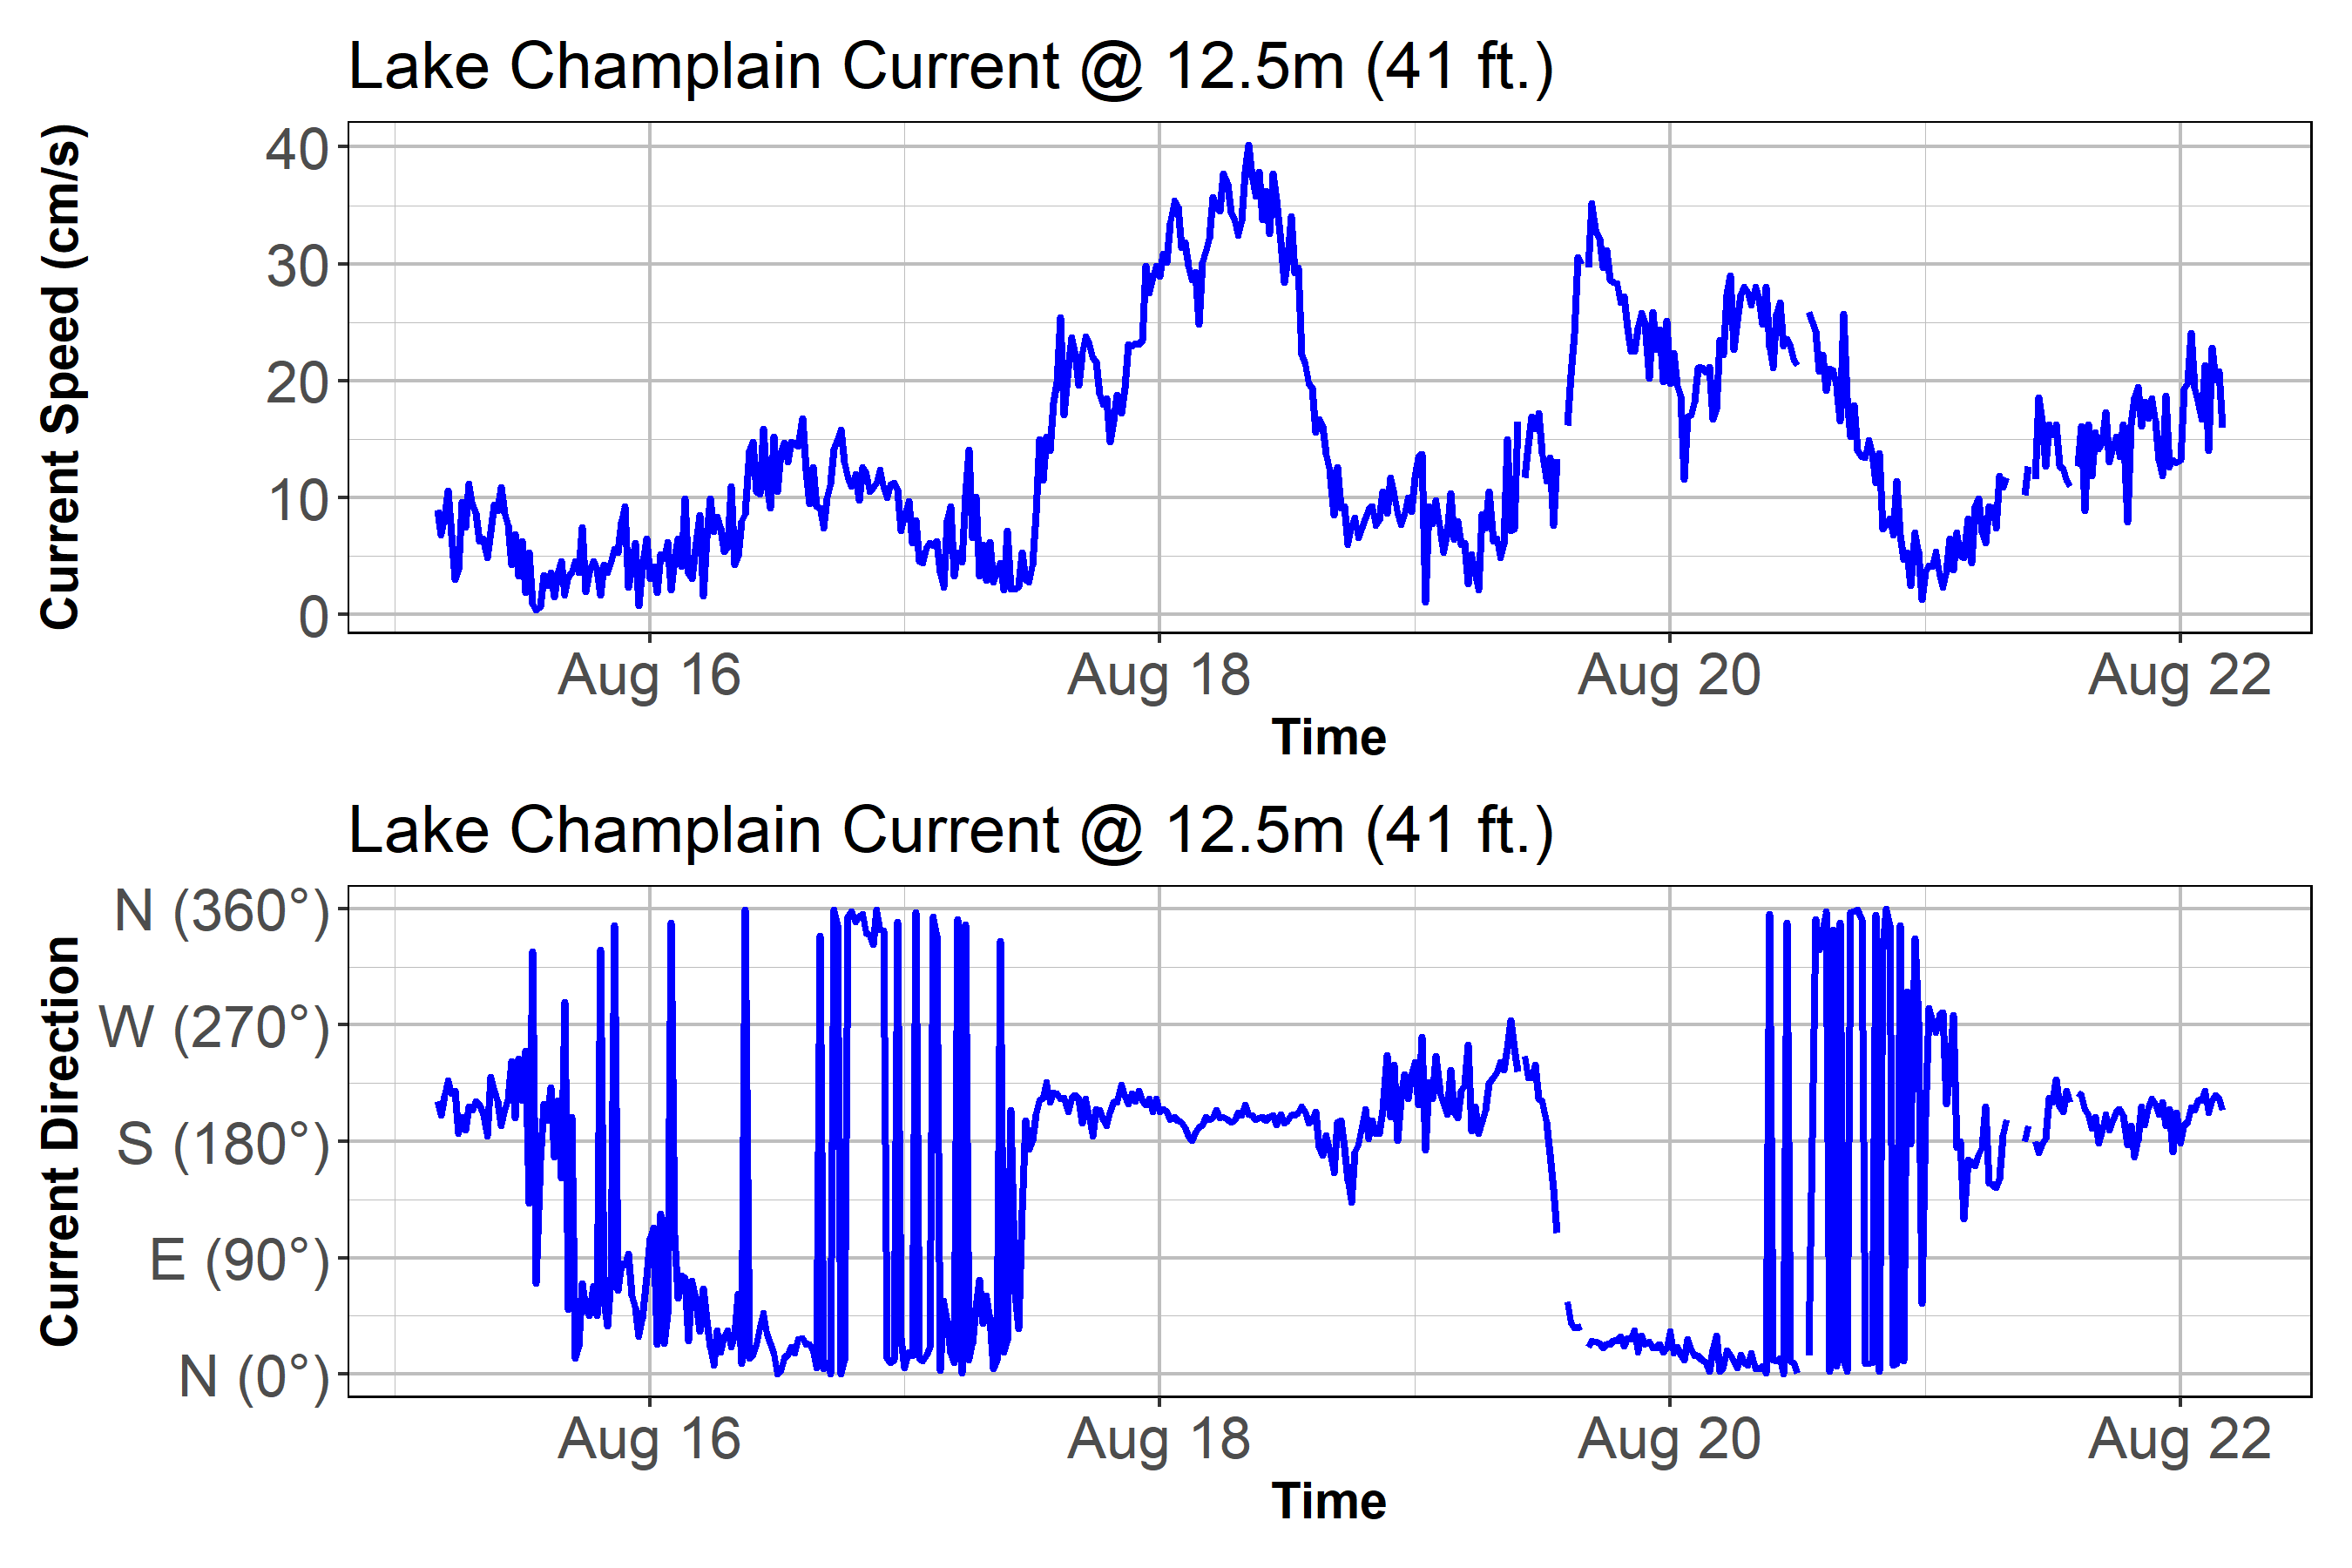 Lake Champlain Current @ 12.5m (41 ft.)
Current Speed (cm/s)
40
30
20
10
0
Aug 16
Aug 18
Aug 20
Aug 22
Time
Lake Champlain Current @ 12.5m (41 ft.)
Current Direction
N (360°)
W (270°)
S (180°)
E (90°)
N (0°)
Aug 16
Aug 18
Aug 20
Aug 22
Time